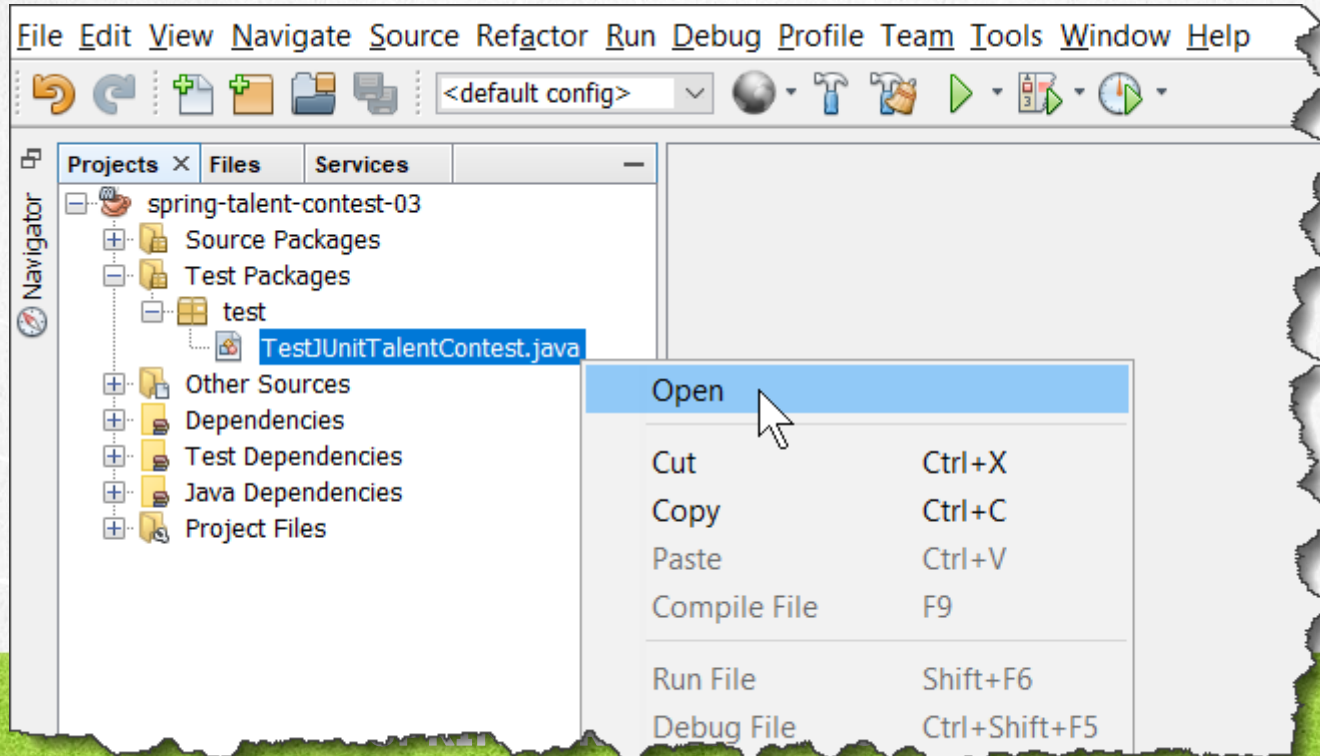 File Edit View Navigate Source Refactor Run Debug Profile Team Tools Window Help
<default config>
Projects × Files Services
Navigator
spring-talent-contest-03
Source Packages
Test Packages
test
TestJUnitTalentContest.java
Other Sources
Dependencies
Test Dependencies
Java Dependencies
Project Files
Open
Cut Ctrl+X
Copy Ctrl+C
Paste Ctrl+V
Compile File F9
Run File Shift+F6
Debug File Ctrl+Shift+F5